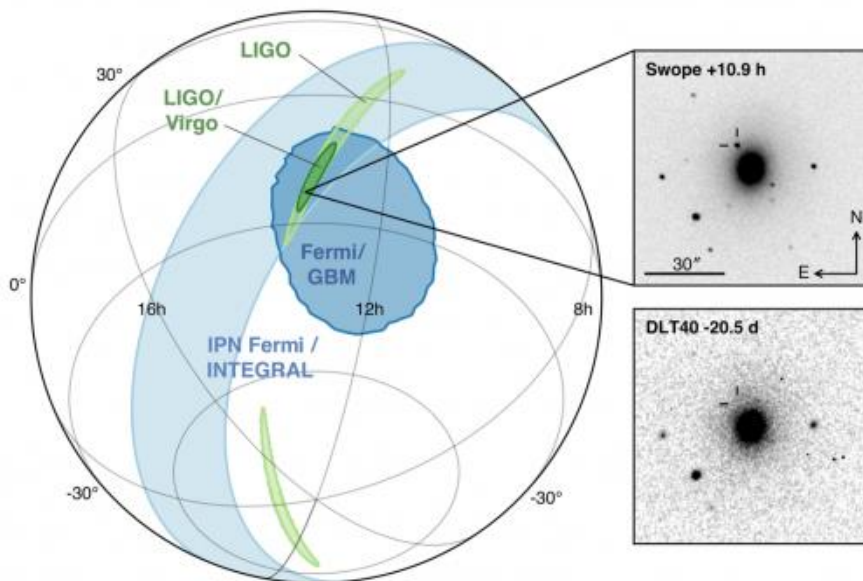 LIGO
30°
LIGO/
Virgo
Swope +10.9 h
N
Fermi/
GBM
30"
E
0°
16h
12h
8h
IPN Fermi /
INTEGRAL
DLT40 -20.5 d
-30°
-30°